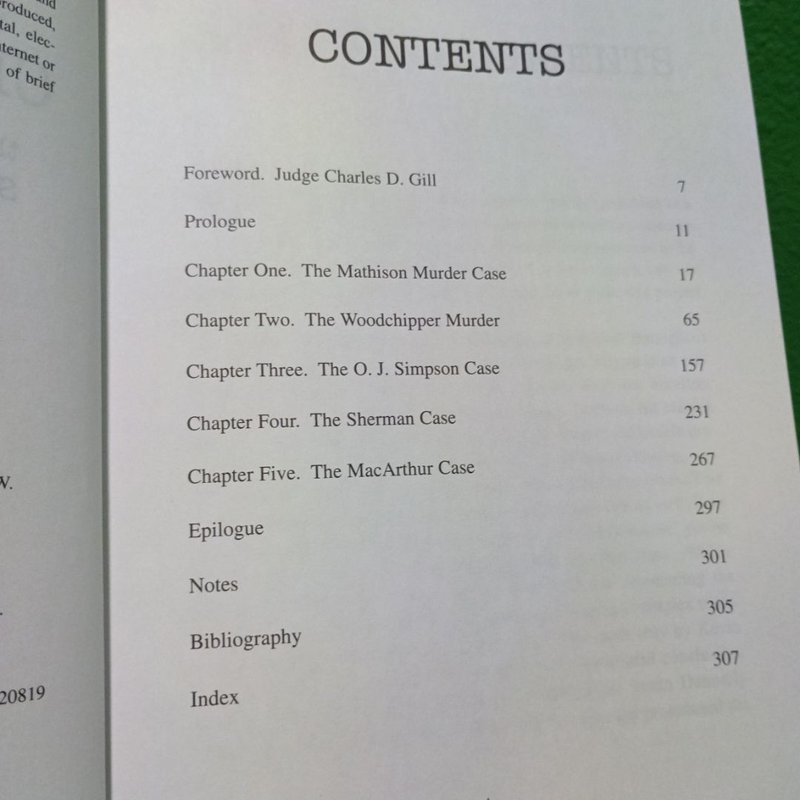 and
roduced,
tal, elec-
ternet or
of brief
W.
20819
CONTENTS
Foreword. Judge Charles D. Gill 7
Prologue 11
Chapter One. The Mathison Murder Case 17
Chapter Two. The Woodchipper Murder 65
Chapter Three. The O. J. Simpson Case 157
Chapter Four. The Sherman Case 231
Chapter Five. The MacArthur Case 267
Epilogue 297
Notes 301
Bibliography 305
Index 307